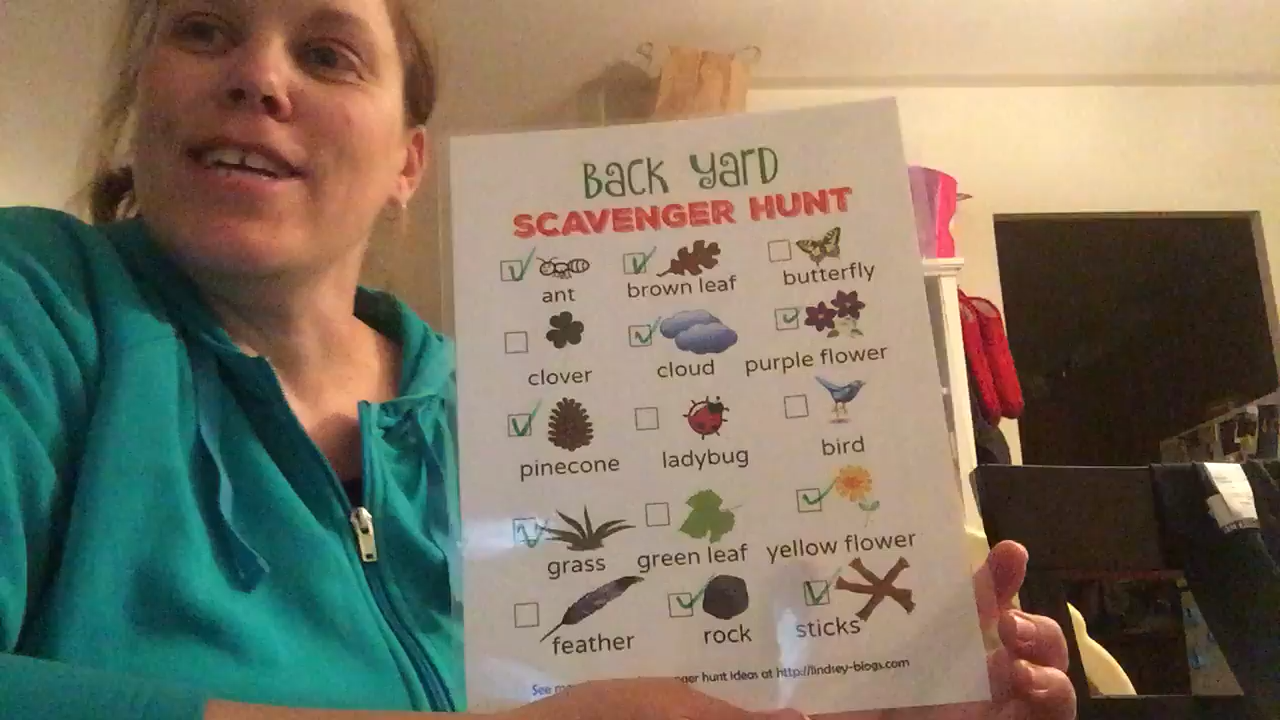 Back Yard
SCAVENGER HUNT
ant brown leaf butterfly
clover cloud purple flower
pinecone ladybug bird
grass green leaf yellow flower
feather rock sticks
See hunt ideas at http://lindsey-blogs.com